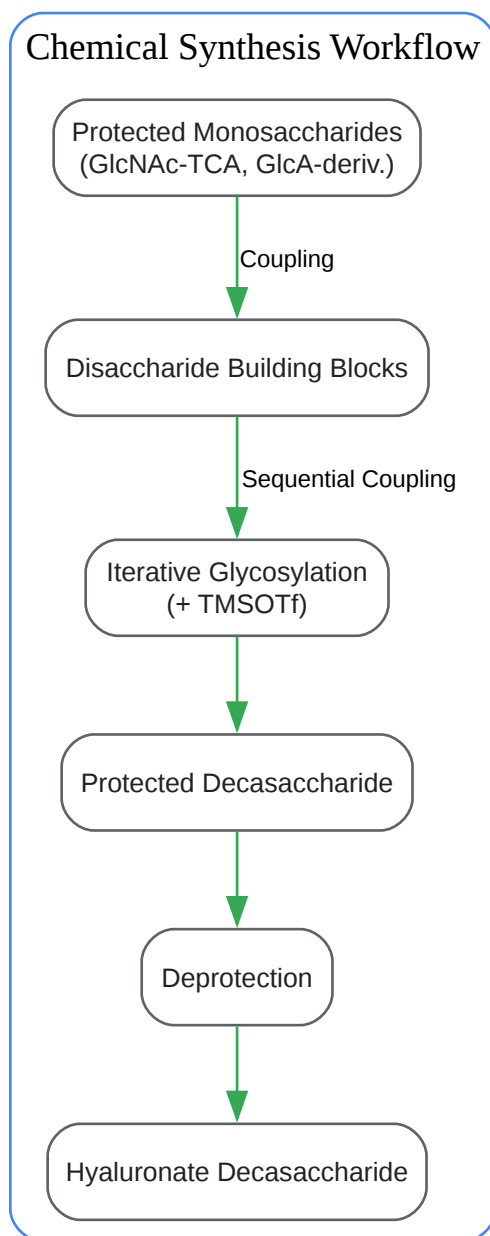 Chemical Synthesis Workflow
Protected Monosaccharides
(GlcNAc-TCA, GlcA-deriv.)
Coupling
Disaccharide Building Blocks
Sequential Coupling
Iterative Glycosylation
(+ TMSOTf)
Protected Decasaccharide
Deprotection
Hyaluronate Decasaccharide